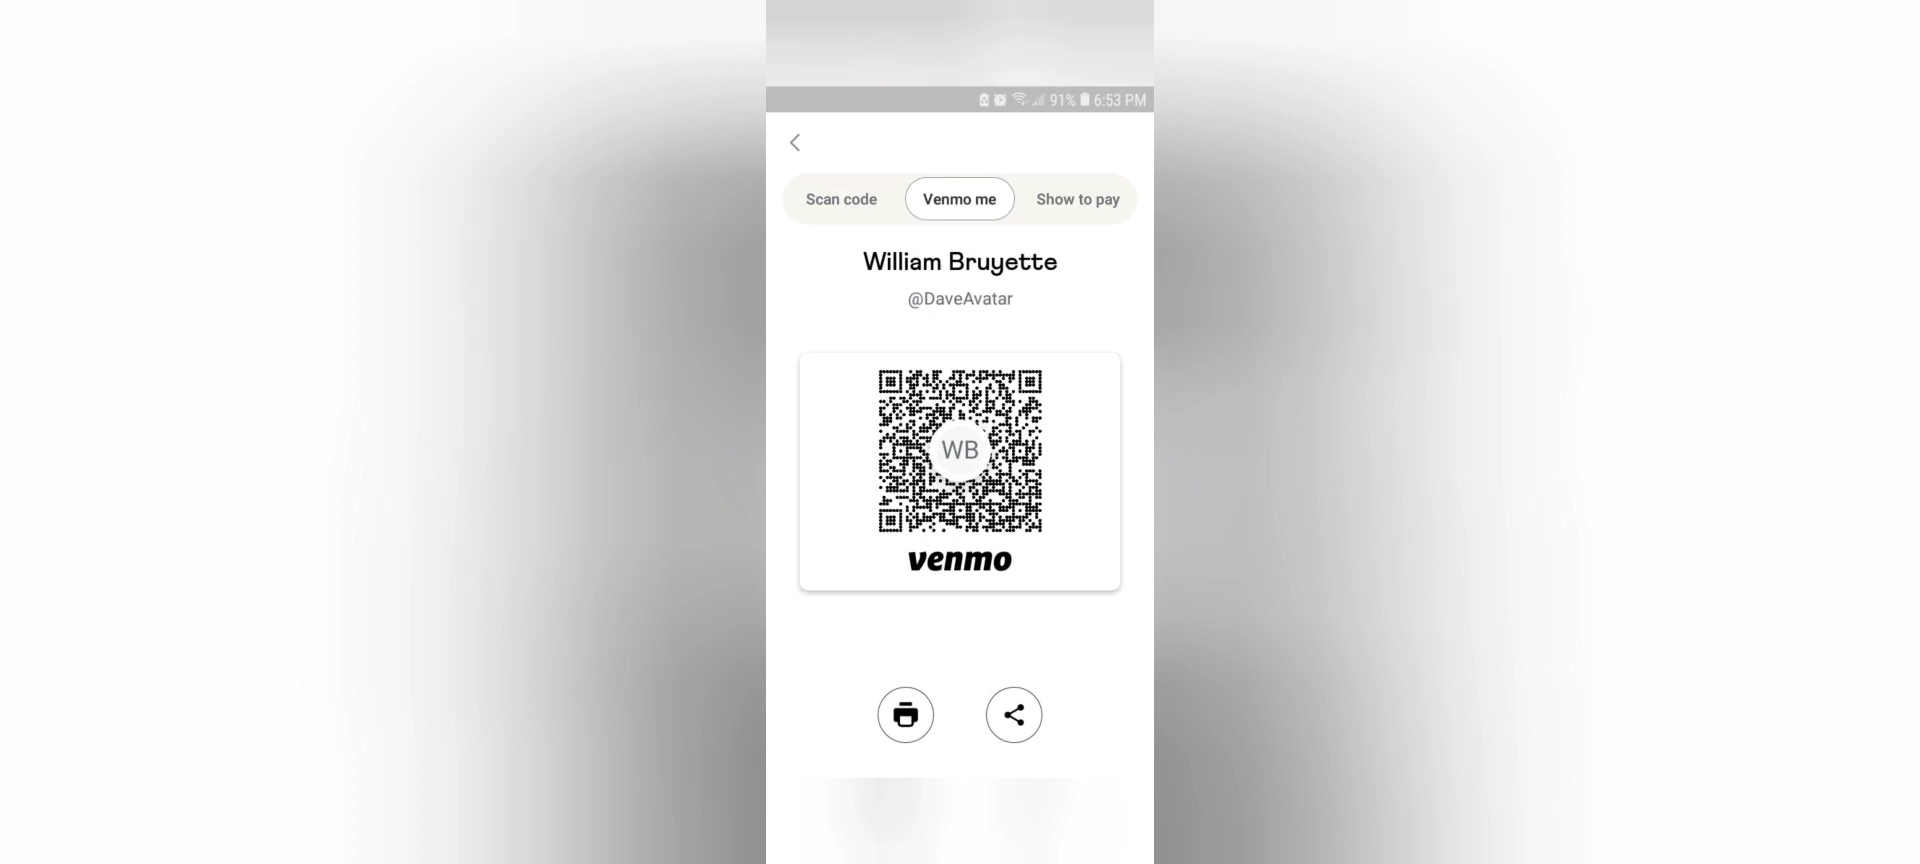 91% 6:53 PM
Scan code Venmo me Show to pay
William Bruyette
@DaveAvatar
WB
venmo